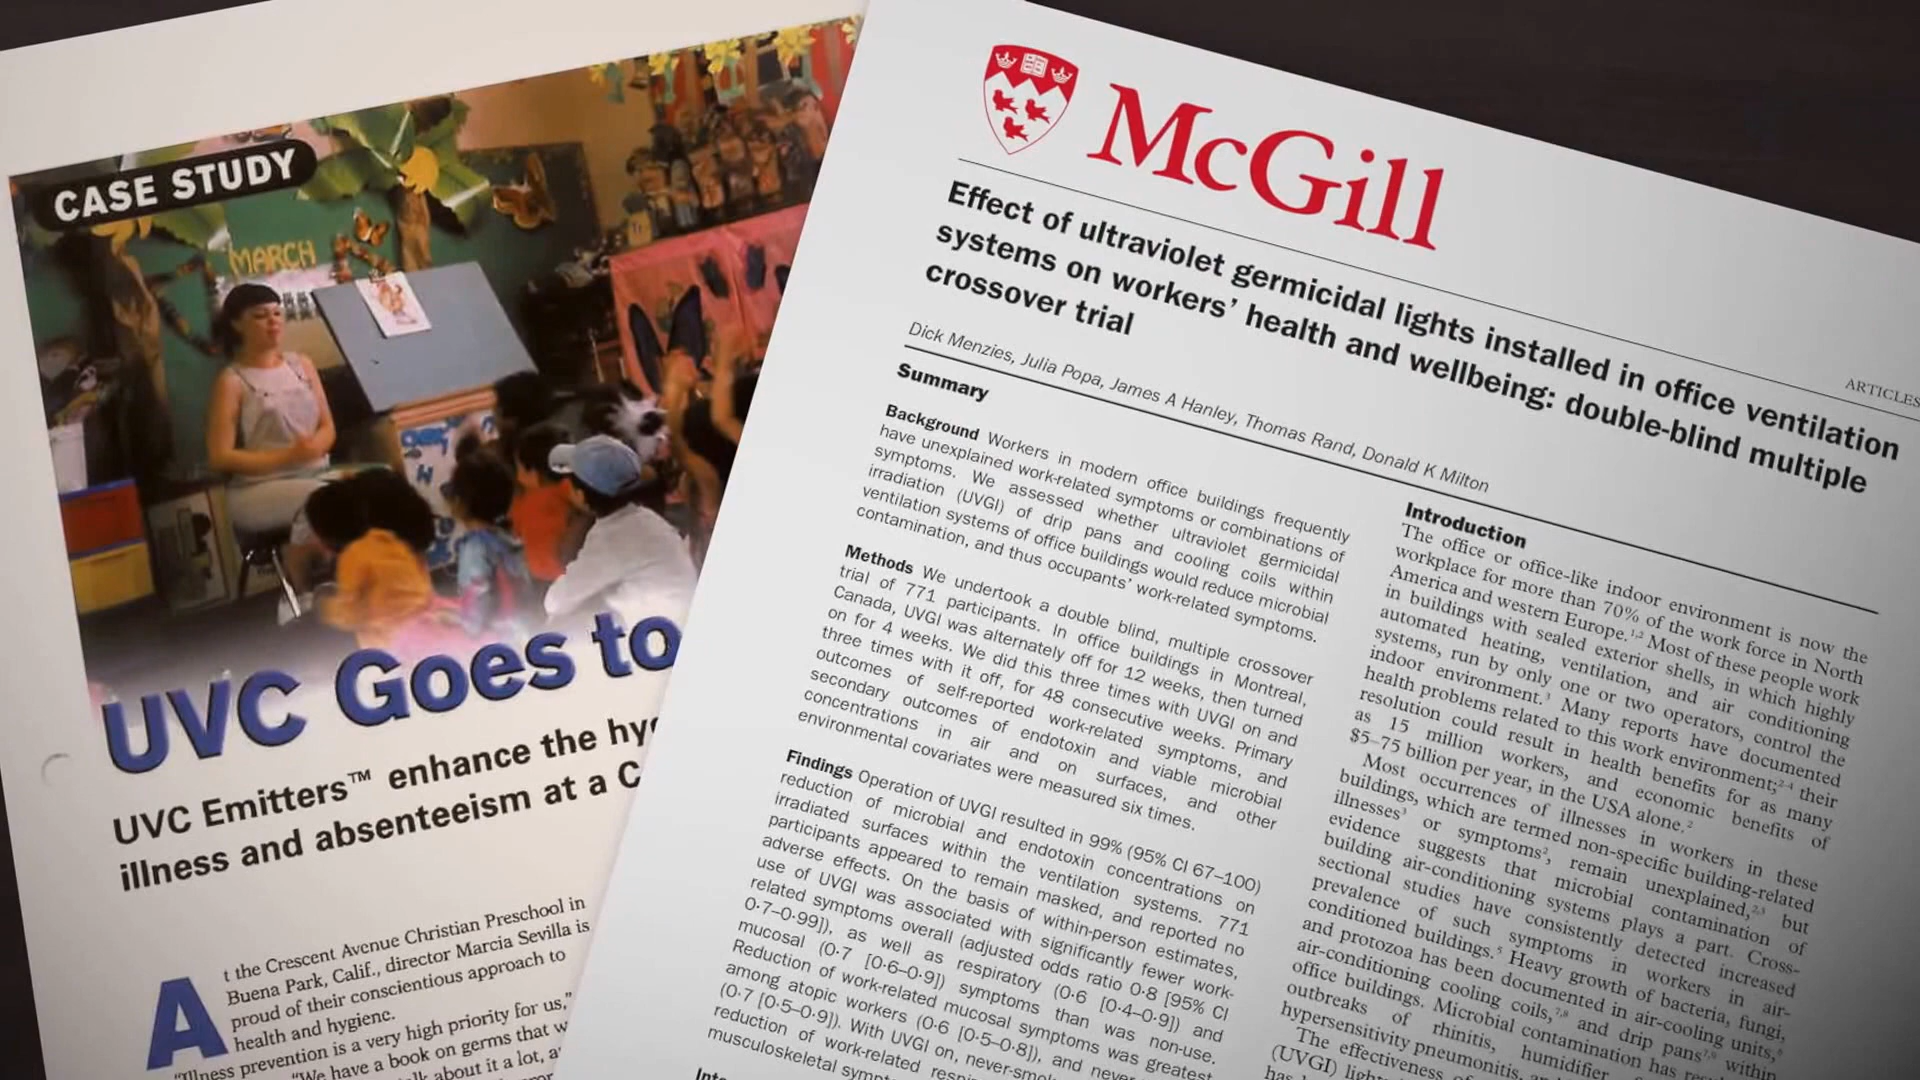 CASE STUDY
MARCH
UVC Goes to
UVC Emitters™ enhance the hy
illness and absenteeism at a C
At the Crescent Avenue Christian Preschool in
Buena Park, Calif., director Marcia Sevilla is
proud of their conscientious approach to
health and hygiene.
"Illness prevention is a very high priority for us,"
"We have a book on germs that w
about it a lot, a
McGill
ARTICLES
Effect of ultraviolet germicidal lights installed in office ventilation
systems on workers' health and wellbeing: double-blind multiple
crossover trial
Dick Menzies, Julia Popa, James A Hanley, Thomas Rand, Donald K Milton
Summary
Background Workers in modern office buildings frequently
have unexplained work-related symptoms or combinations of
symptoms. We assessed whether ultraviolet germicidal
irradiation (UVGI) of drip pans and cooling coils within
ventilation systems of office buildings would reduce microbial
contamination, and thus occupants' work-related symptoms.
Methods We undertook a double blind, multiple crossover
trial of 771 participants. In office buildings in Montreal,
Canada, UVGI was alternately off for 12 weeks, then turned
on for 4 weeks. We did this three times with UVGI on and
three times with it off, for 48 consecutive weeks. Primary
outcomes of self-reported work-related symptoms, and
secondary outcomes of endotoxin and viable microbial
concentrations in air and on surfaces, and other
environmental covariates were measured six times.
Findings Operation of UVGI resulted in 99% (95% CI 67–100)
reduction of microbial and endotoxin concentrations on
irradiated surfaces within the ventilation systems. 771
participants appeared to remain masked, and reported no
adverse effects. On the basis of within-person estimates,
use of UVGI was associated with significantly fewer work-
related symptoms overall (adjusted odds ratio 0·8 [95% CI
0·7–0·99]), as well as respiratory (0·6 [0·4–0·9]) and
mucosal (0·7 [0·6–0·9]) symptoms than was non-use.
Reduction of work-related mucosal symptoms was greatest
among atopic workers (0·6 [0·5–0·8]), and never
(0·7 [0·5–0·9]). With UVGI on, never-smok
reduction of work-related respi
musculoskeletal sympt
Inte
Introduction
The office or office-like indoor environment is now the
workplace for more than 70% of the work force in North
America and western Europe.1,2 Most of these people work
in buildings with sealed exterior shells, in which highly
automated heating, ventilation, and air conditioning
systems, run by only one or two operators, control the
indoor environment.3 Many reports have documented
health problems related to this work environment;2–4 their
resolution could result in health benefits for as many
as 15 million workers, and economic benefits of
$5–75 billion per year, in the USA alone.2
Most occurrences of illnesses in workers in these
buildings, which are termed non-specific building-related
illnesses3 or symptoms2, remain unexplained,2,3 but
evidence suggests that microbial contamination of
building air-conditioning systems plays a part. Cross-
sectional studies have consistently detected increased
prevalence of such symptoms in workers in air-
conditioned buildings.5 Heavy growth of bacteria, fungi,
and protozoa has been documented in air-cooling units,6
air-conditioning cooling coils,7,8 and drip pans7,9 within
office buildings. Microbial contamination has res
outbreaks of rhinitis, humidifier
hypersensitivity pneumonitis,
The effectiveness of
(UVGI) light
has b